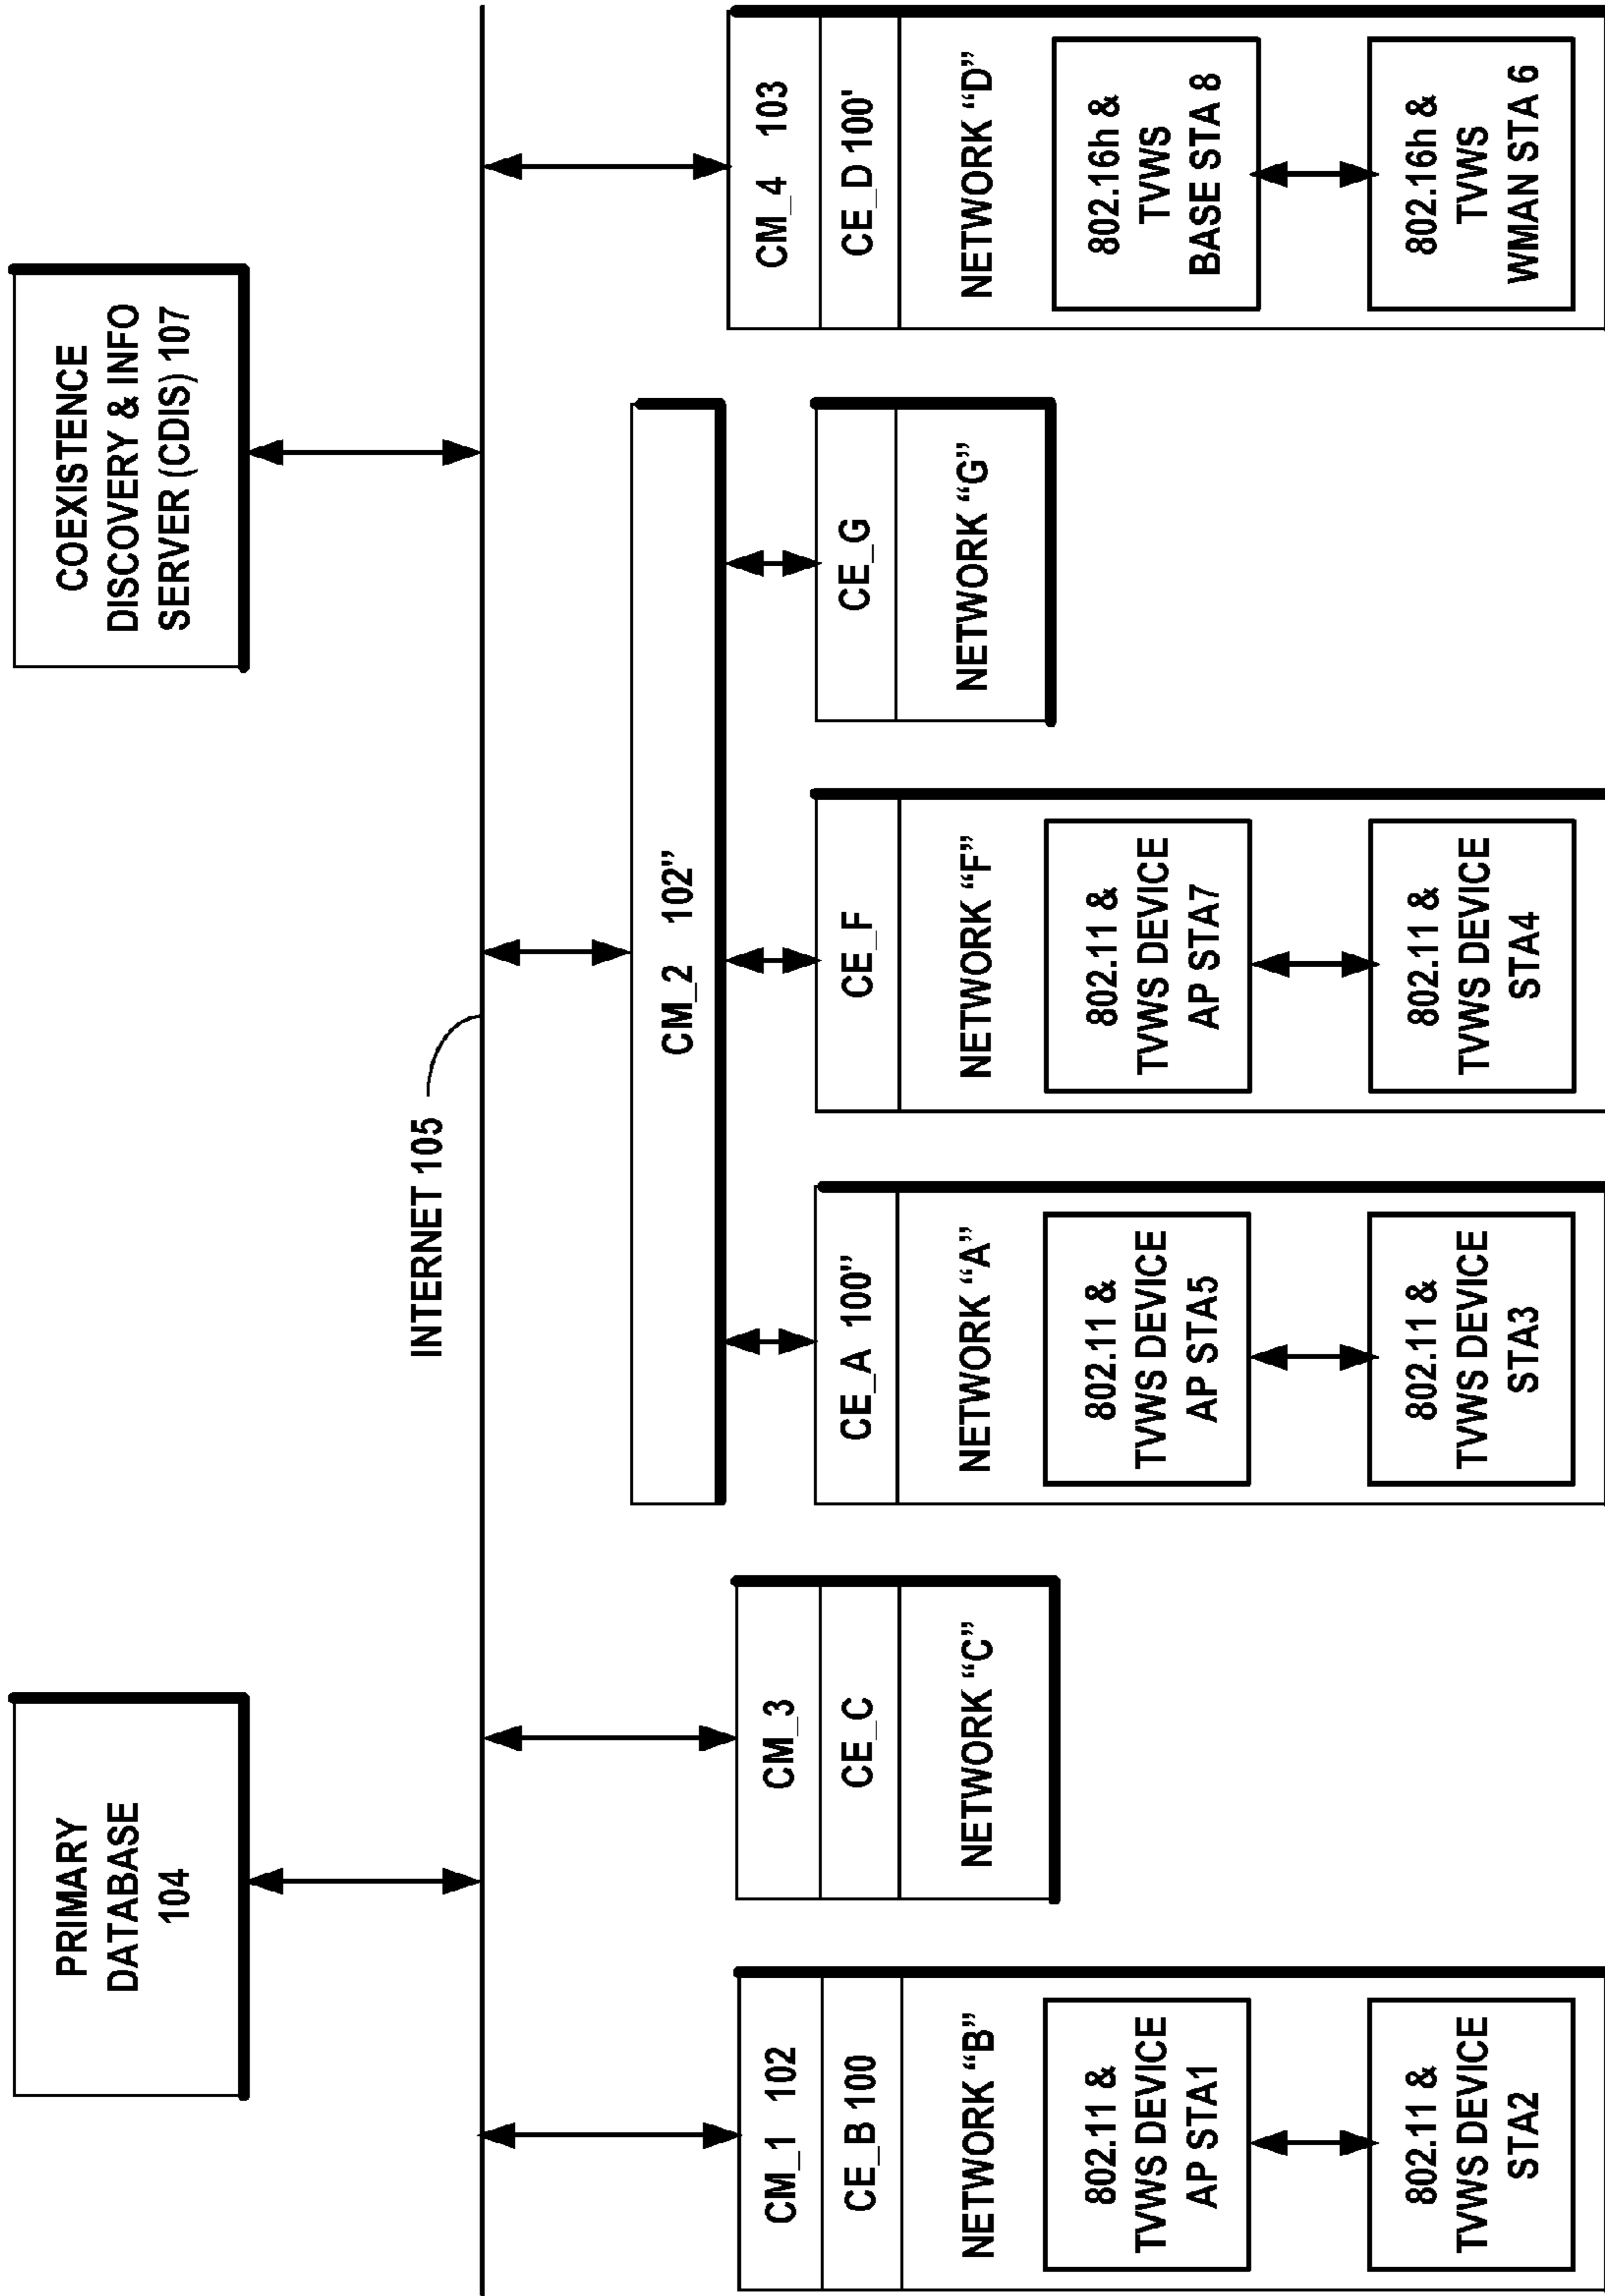 PRIMARY
DATABASE
104
COEXISTENCE
DISCOVERY & INFO
SERVER (CDIS) 107
INTERNET 105
CM_1 102
CE_B 100
NETWORK “B”
802.11 &
TVWS DEVICE
AP STA1
802.11 &
TVWS DEVICE
STA2
CM_3
CE_C
NETWORK “C”
CM_2 102”
CE_A 100”
NETWORK “A”
802.11 &
TVWS DEVICE
AP STA5
802.11 &
TVWS DEVICE
STA3
CE_F
NETWORK “F”
802.11 &
TVWS DEVICE
AP STA7
802.11 &
TVWS DEVICE
STA4
CE_G
NETWORK “G”
CM_4 103
CE_D 100'
NETWORK “D”
802.16h &
TVWS
BASE STA 8
802.16h &
TVWS
WMAN STA 6